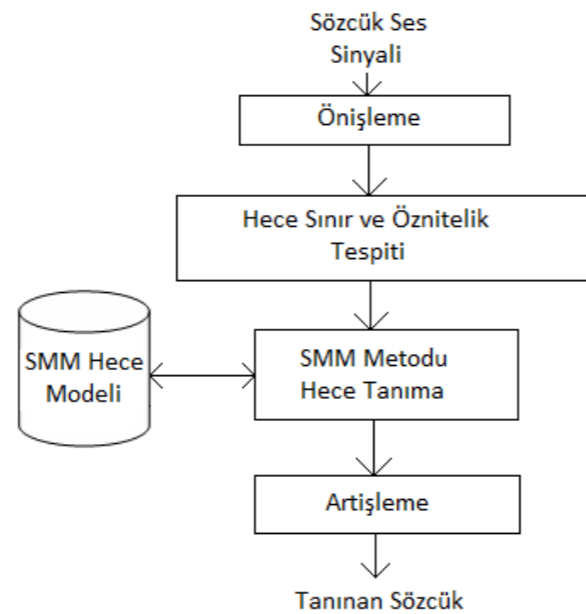 Sözcük Ses
Sinyali
Önişleme
Hece Sınır ve Öznitelik
Tespiti
SMM Hece
Modeli
SMM Metodu
Hece Tanıma
Artişleme
Tanınan Sözcük